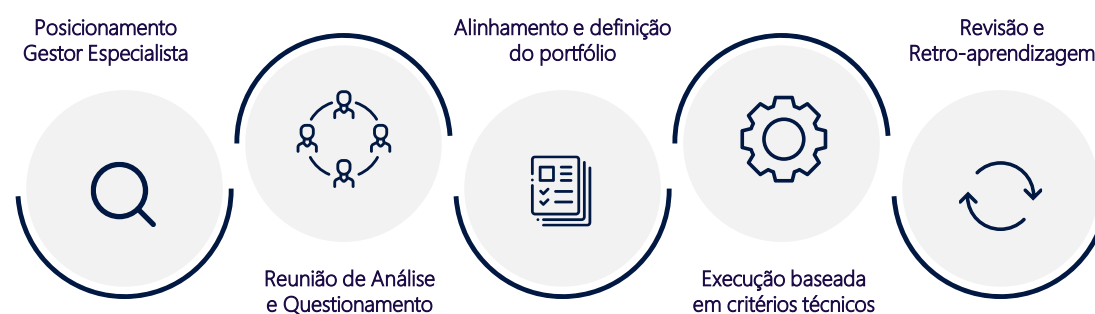 Posicionamento
Gestor Especialista
Reunião de Análise
e Questionamento
Alinhamento e definição
do portfólio
Execução baseada
em critérios técnicos
Revisão e
Retro-aprendizagem